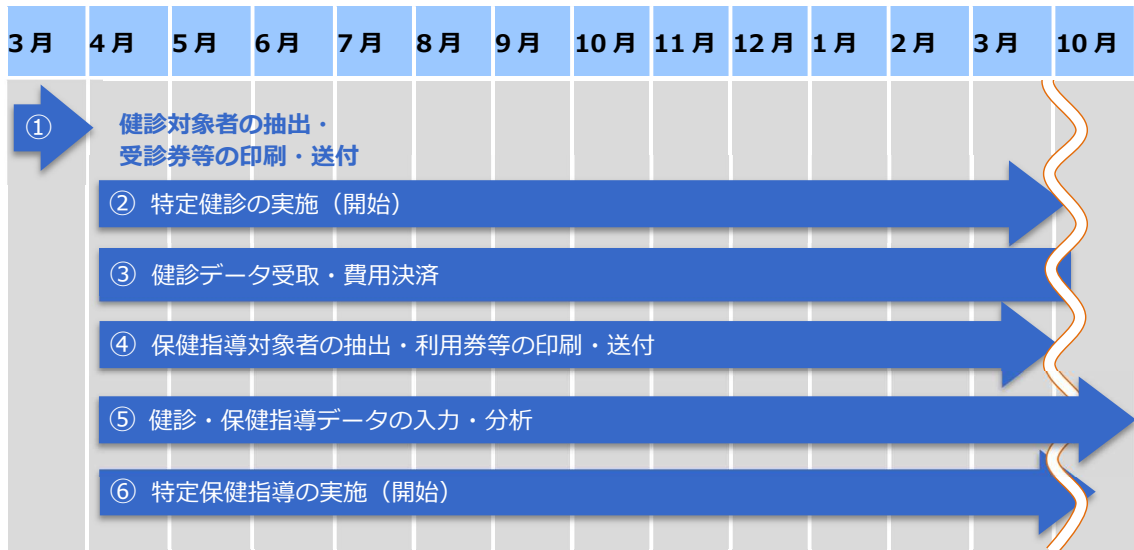 3月 4月 5月 6月 7月 8月 9月 10月 11月 12月 1月 2月 3月 10月
①
健診対象者の抽出・
受診券等の印刷・送付
② 特定健診の実施（開始）
③ 健診データ受取・費用決済
④ 保健指導対象者の抽出・利用券等の印刷・送付
⑤ 健診・保健指導データの入力・分析
⑥ 特定保健指導の実施（開始）